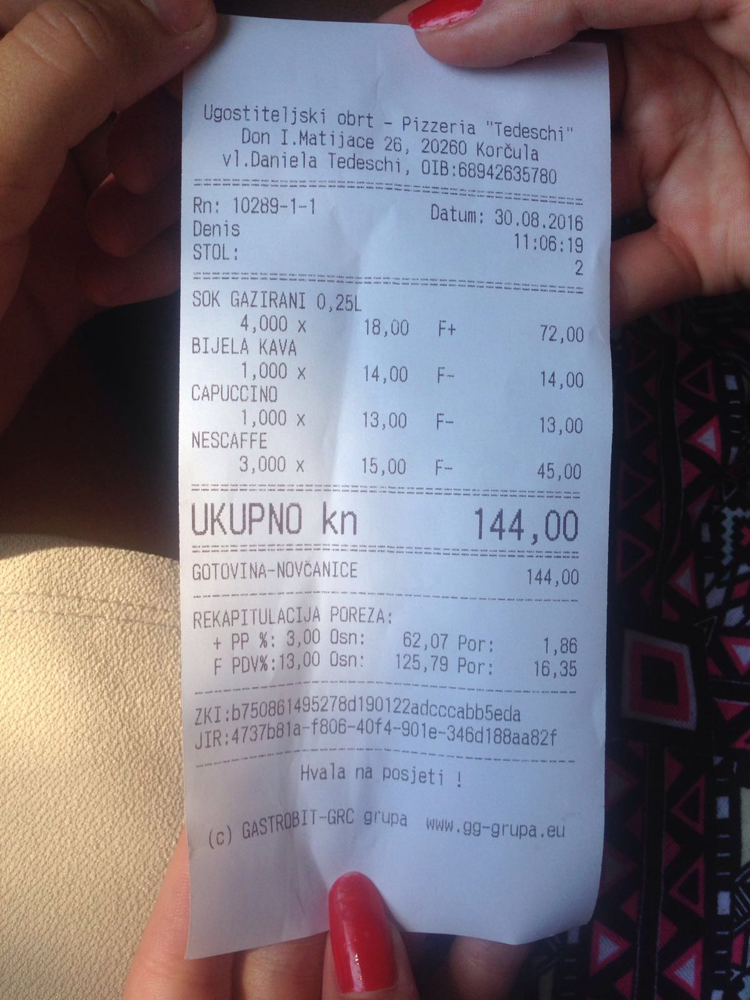 Ugostiteljski obrt - Pizzeria "Tedeschi"
Don I.Matijace 26, 20260 Korčula
vl.Daniela Tedeschi, OIB:68942635780
Rn: 10289-1-1 Datum: 30.08.2016
Denis 11:06:19
STOL: 2
SOK GAZIRANI 0,25L
4,000 x 18,00 F+ 72,00
BIJELA KAVA
1,000 x 14,00 F- 14,00
CAPUCCINO
1,000 x 13,00 F- 13,00
NESCAFFE
3,000 x 15,00 F- 45,00
UKUPNO kn 144,00
GOTOVINA-NOVČANICE 144,00
REKAPITULACIJA POREZA:
+ PP %: 3,00 Osn: 62,07 Por: 1,86
F PDV%:13,00 Osn: 125,79 Por: 16,35
ZKI:b750861495278d190122adcccabb5eda
JIR:4737b81a-f806-40f4-901e-346d188aa82f
Hvala na posjeti !
(c) GASTROBIT-GRC grupa www.gg-grupa.eu